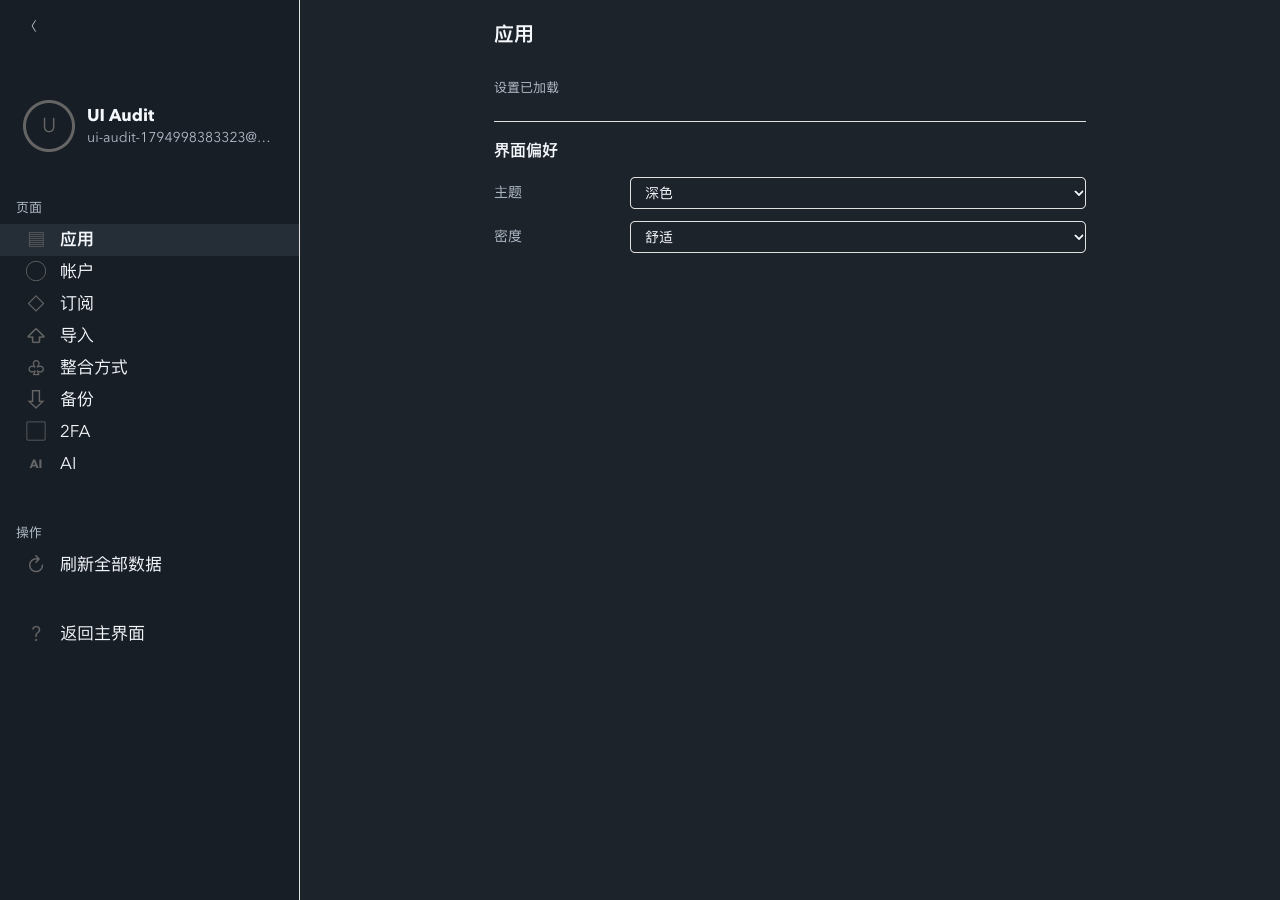 U
UI Audit
ui-audit-1794998383323@…
页面
应用
帐户
订阅
导入
整合方式
备份
2FA
AI AI
操作
刷新全部数据
? 返回主界面
应用
设置已加载
界面偏好
主题 深色
密度 舒适